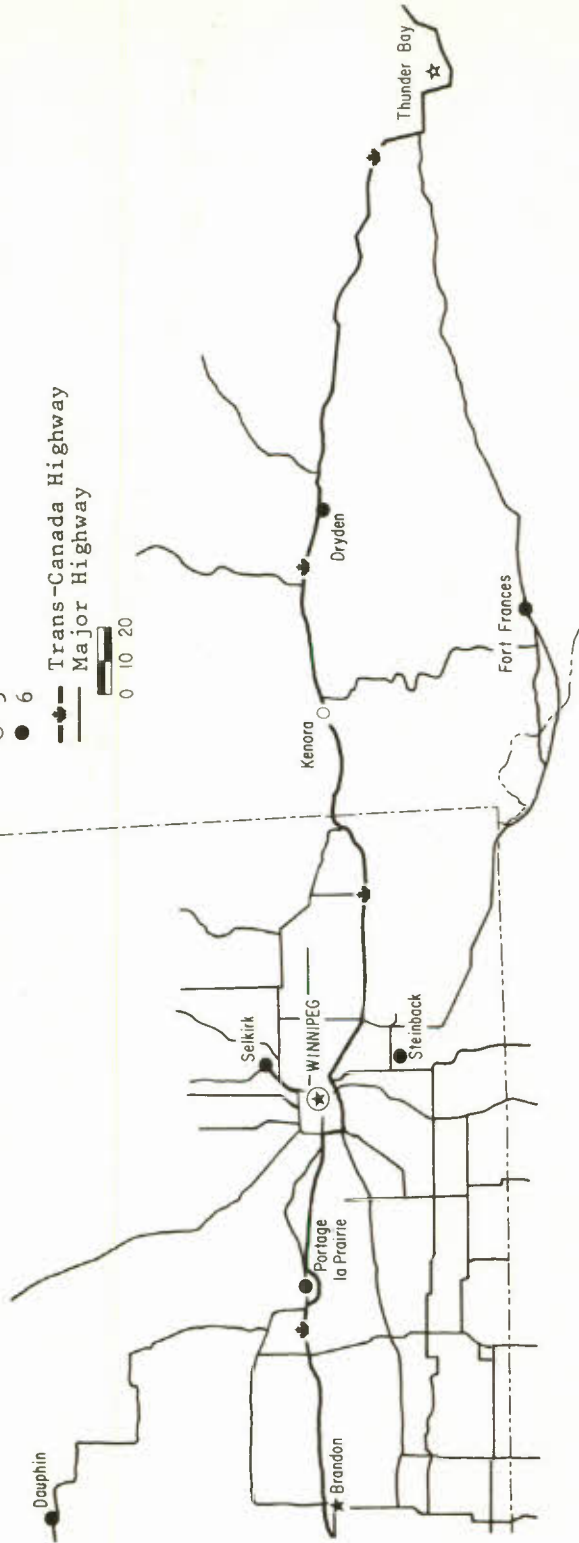 6
Trans-Canada Highway
Major Highway
0 10 20
Dauphin
Brandon
Portage
la Prairie
Selkirk
WINNIPEG
Steinback
Kenora
Dryden
Fort Frances
Thunder Bay